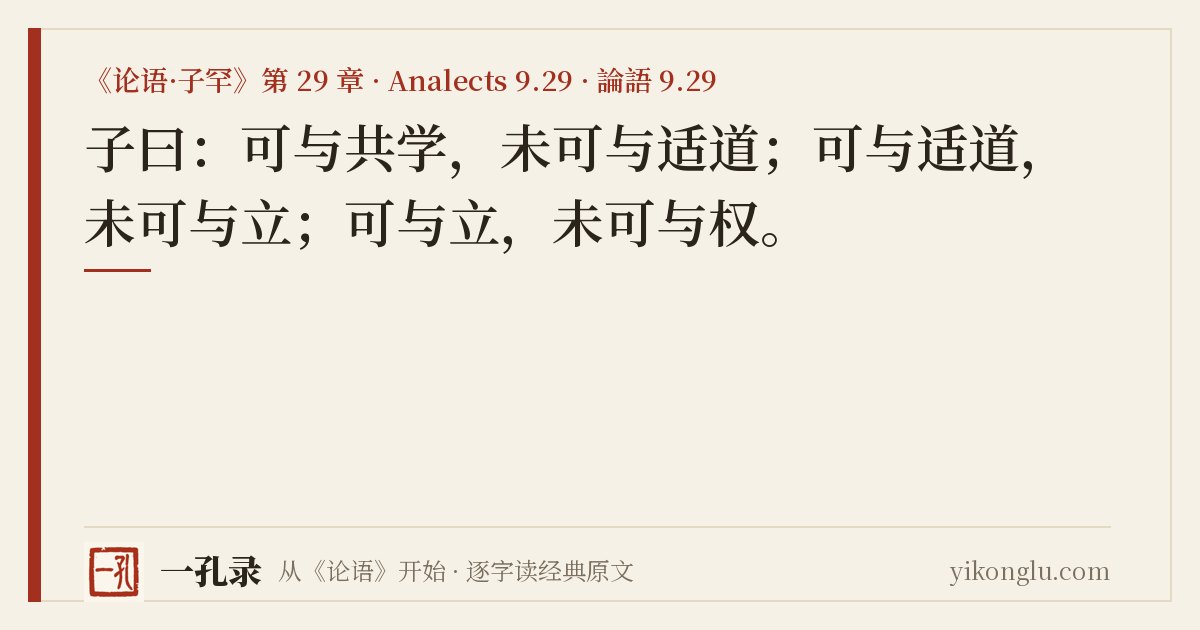 《论语·子罕》第 29 章 · Analects 9.29 · 論語 9.29
子曰：可与共学，未可与适道；可与适道，
未可与立；可与立，未可与权。
一孔
一孔录 从《论语》开始 · 逐字读经典原文 yikonglu.com